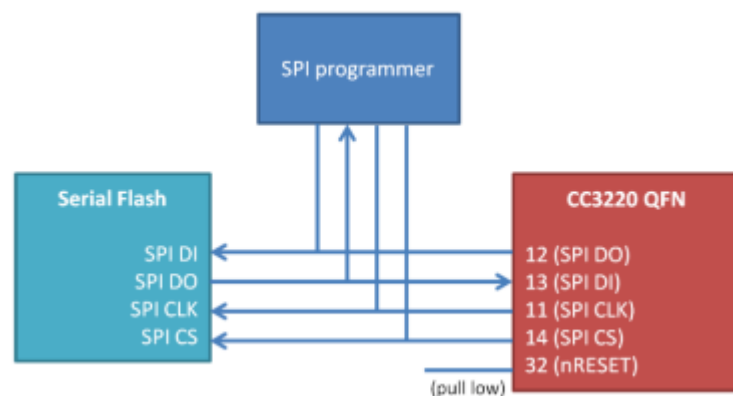 SPI programmer
Serial Flash
SPI DI
SPI DO
SPI CLK
SPI CS
CC3220 QFN
12 (SPI DO)
13 (SPI DI)
11 (SPI CLK)
14 (SPI CS)
32 (nRESET)
(pull low)